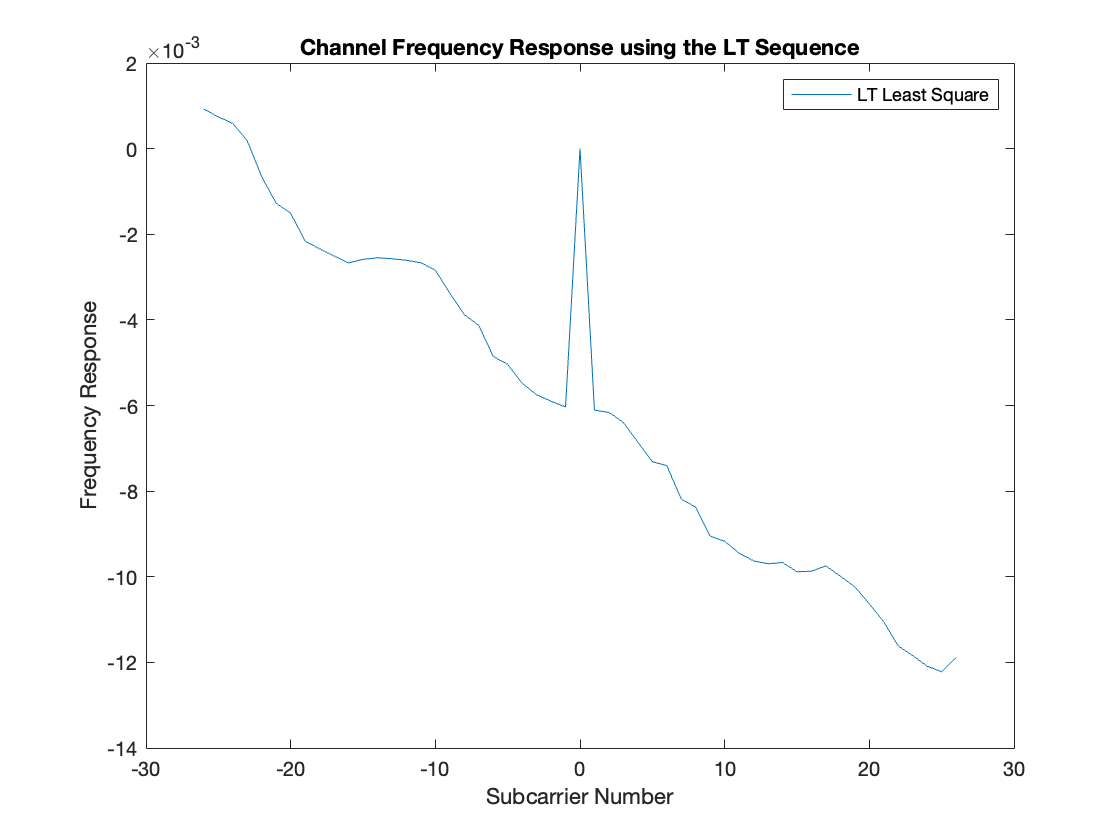 ×10-3
Channel Frequency Response using the LT Sequence
LT Least Square
2
0
-2
-4
-6
-8
-10
-12
-14
Frequency Response
-30 -20 -10 0 10 20 30
Subcarrier Number